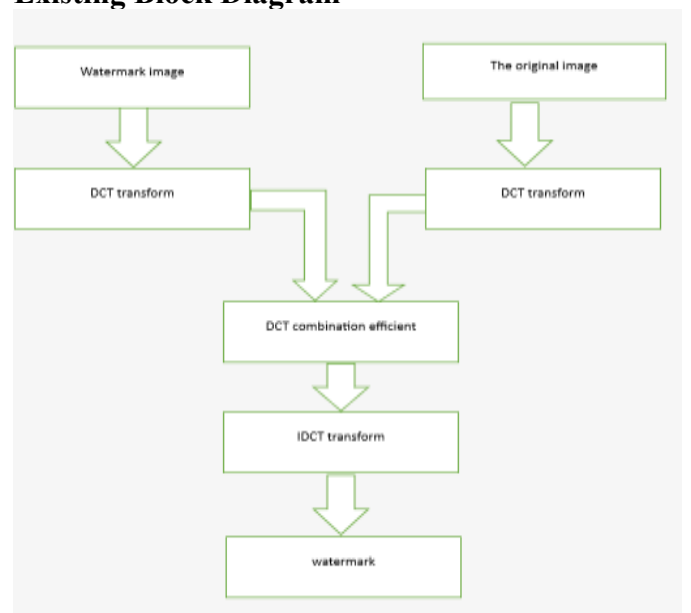 Existing Block Diagram
Watermark image
The original image
DCT transform
DCT transform
DCT combination efficient
IDCT transform
watermark